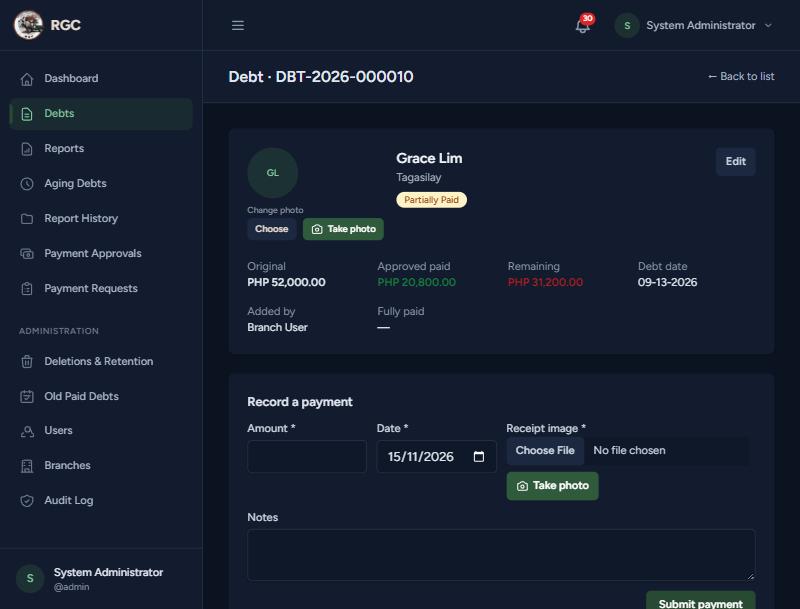 RGC
30
S
System Administrator
Dashboard
Debts
Reports
Aging Debts
Report History
Payment Approvals
Payment Requests
ADMINISTRATION
Deletions & Retention
Old Paid Debts
Users
Branches
Audit Log
S
System Administrator
@admin
Debt · DBT-2026-000010
← Back to list
GL
Grace Lim
Tagasilay
Partially Paid
Edit
Change photo
Choose
Take photo
Original
PHP 52,000.00
Approved paid
PHP 20,800.00
Remaining
PHP 31,200.00
Debt date
09-13-2026
Added by
Branch User
Fully paid
—
Record a payment
Amount *
Date *
15/11/2026
Receipt image *
Choose File No file chosen
Take photo
Notes
Submit payment